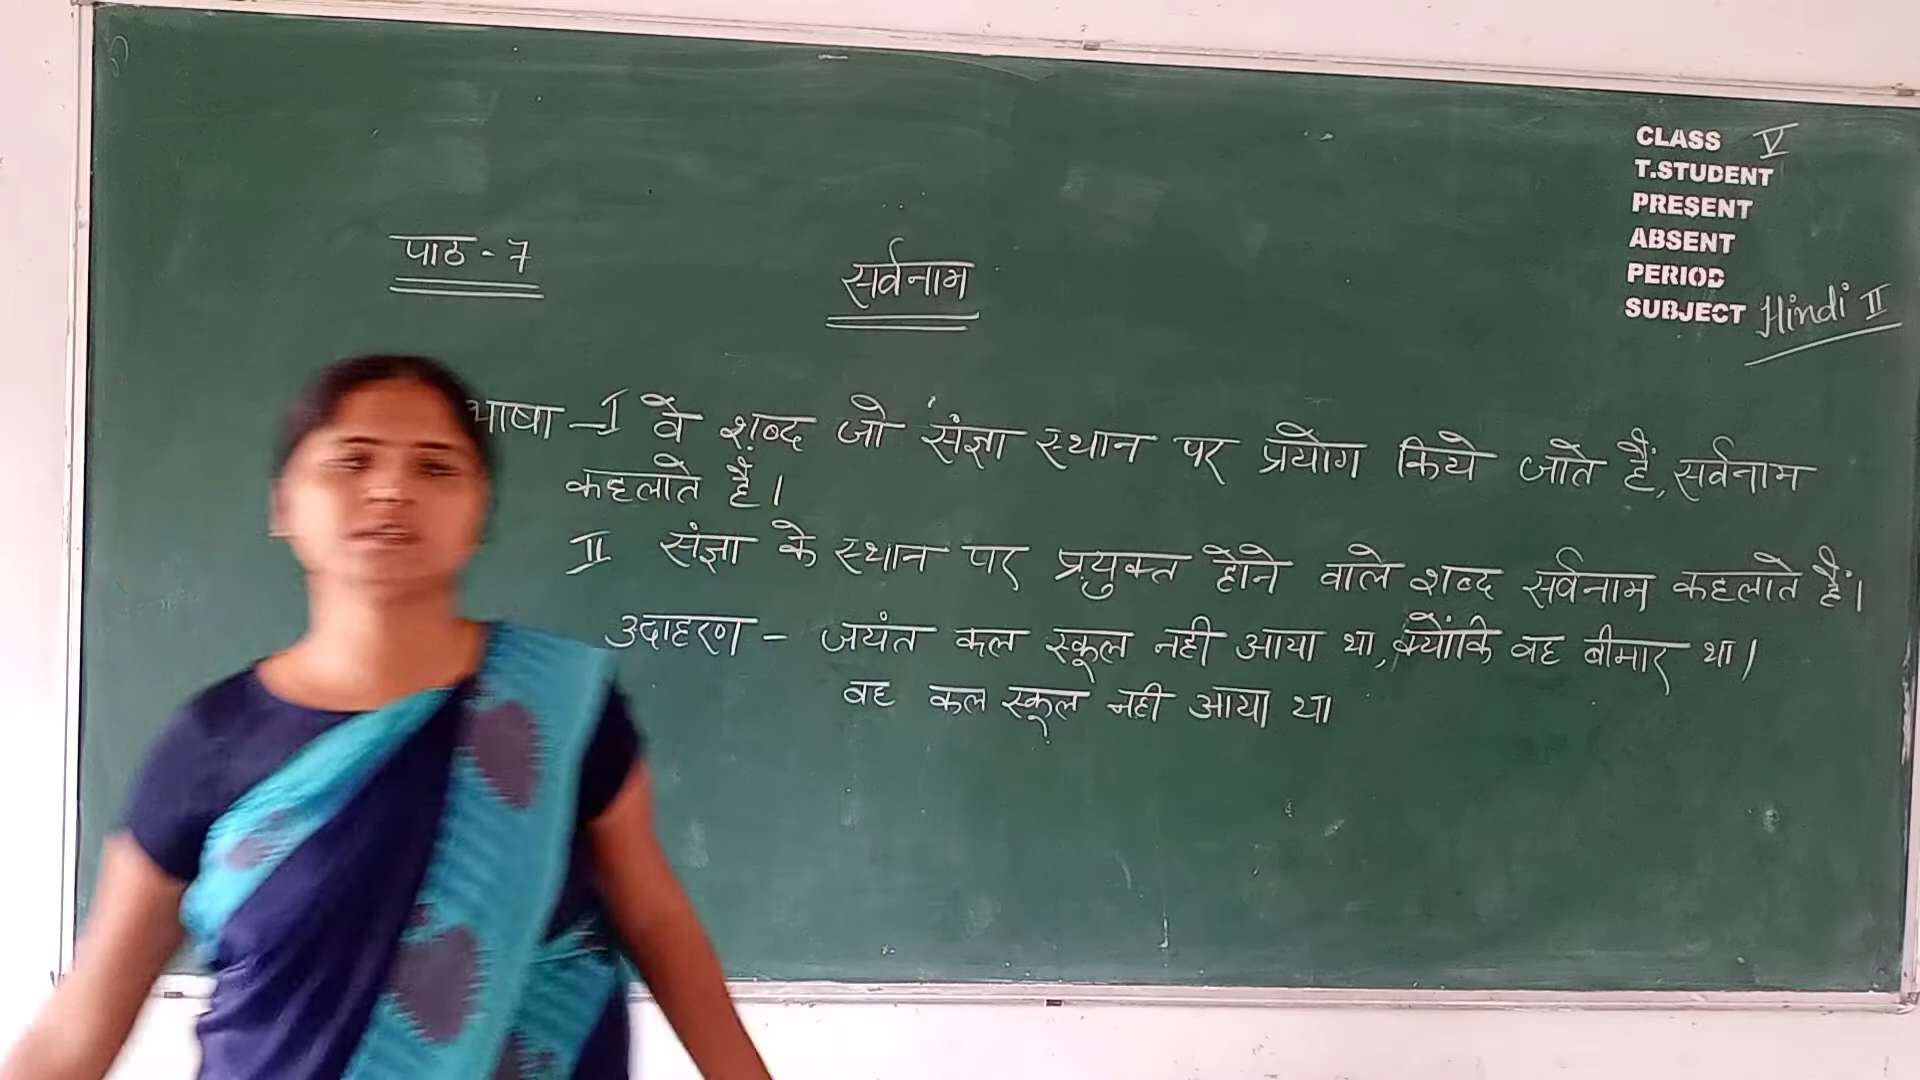 CLASS V
T.STUDENT
PRESENT
ABSENT
PERIOD
SUBJECT Hindi II
पाठ - 7
सर्वनाम
भाषा - I वे शब्द जो संज्ञा स्थान पर प्रयोग किये जाते हैं, सर्वनाम
कहलाते हैं।
II संज्ञा के स्थान पर प्रयुक्त होने वाले शब्द सर्वनाम कहलाते हैं।
उदाहरण - जयंत कल स्कूल नही आया था, क्योंकि वह बीमार था।
वह कल स्कूल नही आया था